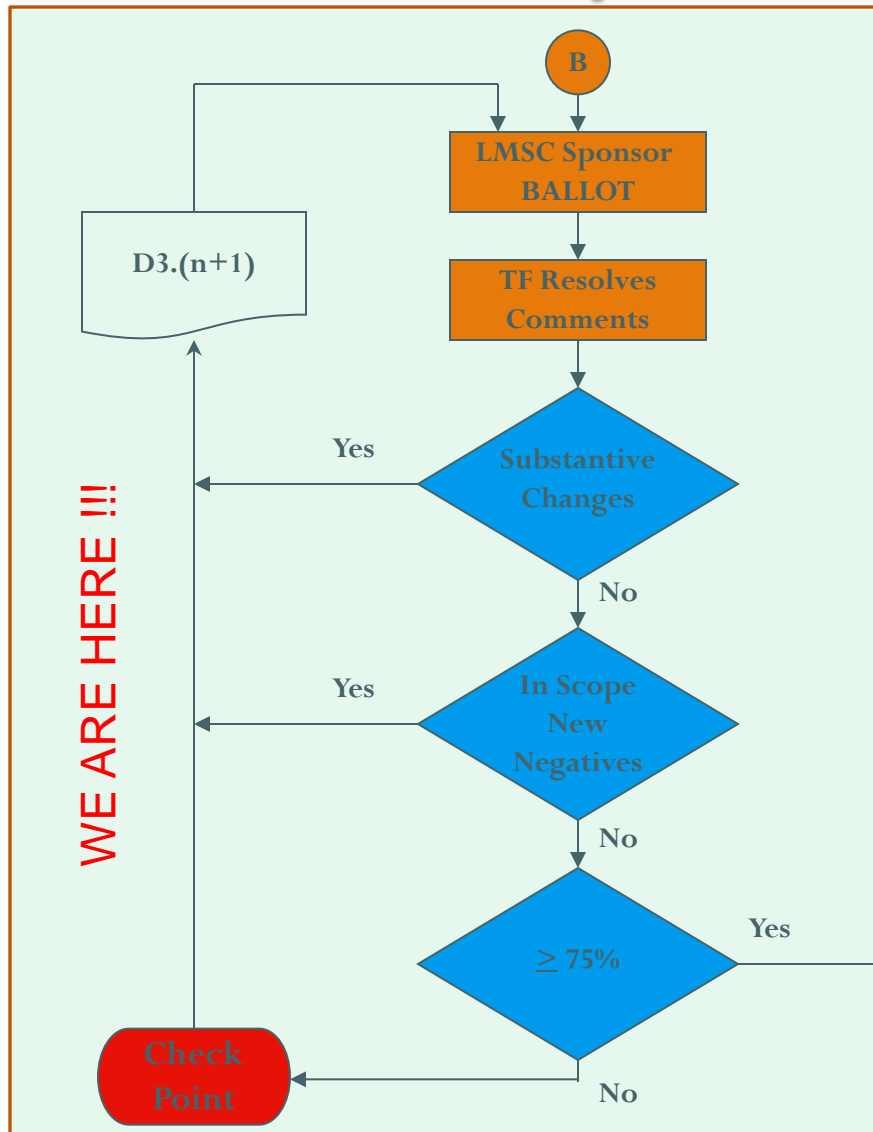 B
LMSC Sponsor
BALLOT
D3.(n+1)
TF Resolves
Comments
Yes
Substantive
Changes
No
WE ARE HERE !!!
Yes
In Scope
New
Negatives
No
≥ 75%
Yes
Check
Point
No